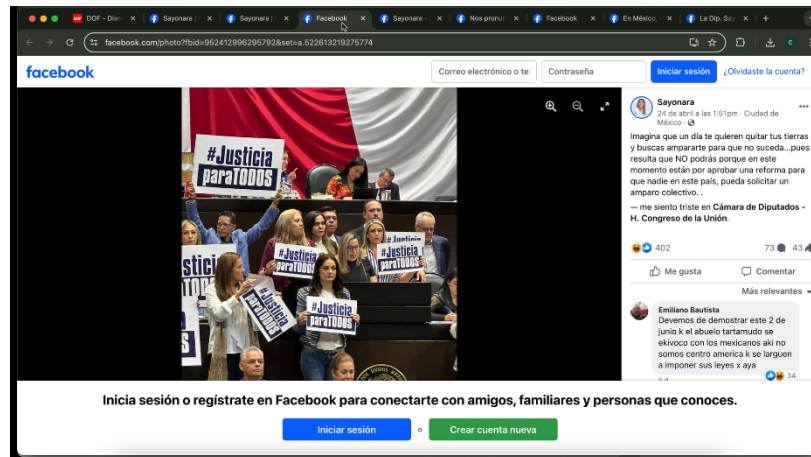 DOF - Diari
Sayonara |
Sayonara |
Facebook
Sayonara -
Nos pronun
Facebook
En México,
La Dip. Say
facebook.com/photo?fbid=952412996295792&set=a.522613219275774
facebook
Correo electrónico o tel
Contraseña
Iniciar sesión
¿Olvidaste la cuenta?
#Justicia
paraTODOS
#Justicia
paraTODOS
#Justicia
paraTODOS
#Justicia
paraTODOS
Sayonara
24 de abril a las 1:51pm · Ciudad de
México ·
Imagina que un día te quieren quitar tus tierras
y buscas ampararte para que no suceda...pues
resulta que NO podrás porque en este
momento están por aprobar una reforma para
que nadie en este país, pueda solicitar un
amparo colectivo. .
— me siento triste en Cámara de Diputados -
H. Congreso de la Unión.
402
73
43
Me gusta
Comentar
Más relevantes
Emiliano Bautista
Devemos de demostrar este 2 de
junio k el abuelo tartamudo se
ekivoco con los mexicanos aki no
somos centro america k se larguen
a imponer sus leyes x aya
34
Inicia sesión o regístrate en Facebook para conectarte con amigos, familiares y personas que conoces.
Iniciar sesión
o
Crear cuenta nueva